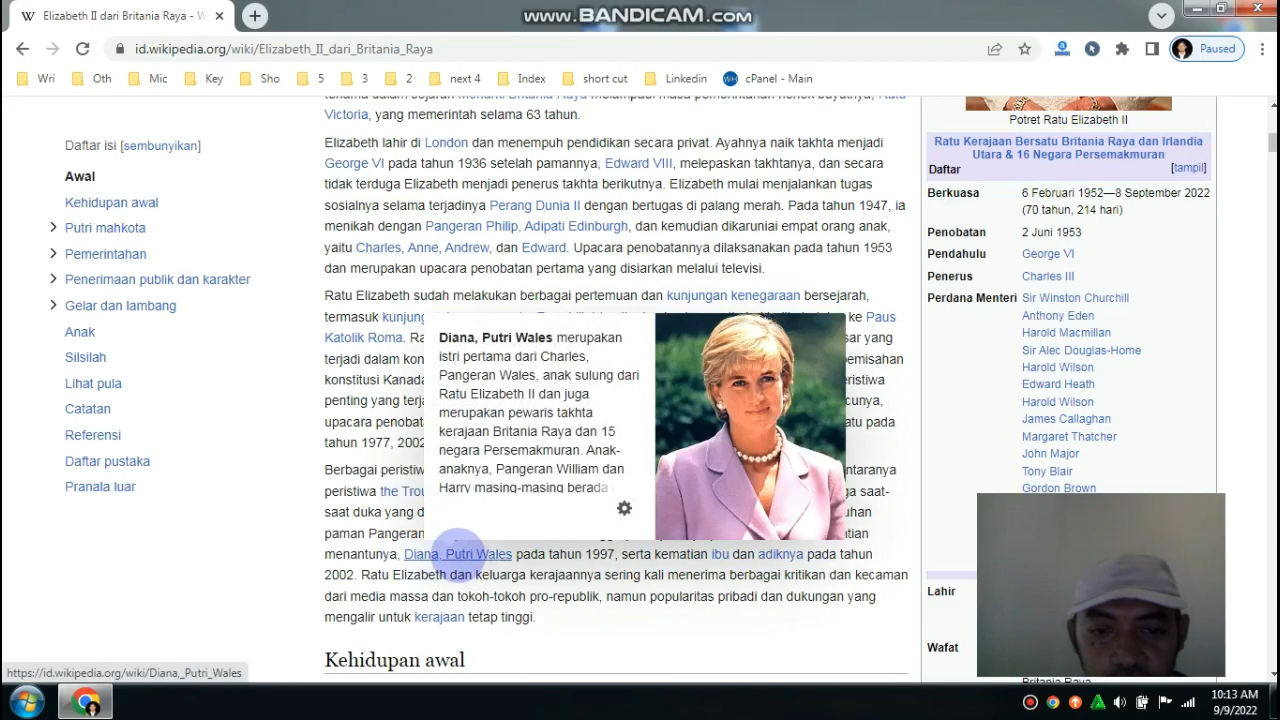 Elizabeth II dari Britania Raya - W
www.BANDICAM.com
id.wikipedia.org/wiki/Elizabeth_II_dari_Britania_Raya
Paused
Wri
Oth
Mic
Key
Sho
5
3
2
next 4
Index
short cut
Linkedin
cPanel - Main
Daftar isi [sembunyikan]
Awal
Kehidupan awal
Putri mahkota
Pemerintahan
Penerimaan publik dan karakter
Gelar dan lambang
Anak
Silsilah
Lihat pula
Catatan
Referensi
Daftar pustaka
Pranala luar
Victoria, yang memerintah selama 63 tahun.
Elizabeth lahir di London dan menempuh pendidikan secara privat. Ayahnya naik takhta menjadi
George VI pada tahun 1936 setelah pamannya, Edward VIII, melepaskan takhtanya, dan secara
tidak terduga Elizabeth menjadi penerus takhta berikutnya. Elizabeth mulai menjalankan tugas
sosialnya selama terjadinya Perang Dunia II dengan bertugas di palang merah. Pada tahun 1947, ia
menikah dengan Pangeran Philip, Adipati Edinburgh, dan kemudian dikaruniai empat orang anak,
yaitu Charles, Anne, Andrew, dan Edward. Upacara penobatannya dilaksanakan pada tahun 1953
dan merupakan upacara penobatan pertama yang disiarkan melalui televisi.
Ratu Elizabeth sudah melakukan berbagai pertemuan dan kunjungan kenegaraan bersejarah,
termasuk kunjung ke Paus
Katolik Roma. Ra sar yang
terjadi dalam kon pemisahan
konstitusi Kanada eristiwa
penting yang terja cunya,
upacara penobat atu pada
tahun 1977, 2002
Berbagai peristiw antaranya
peristiwa the Trou ga saat-
saat duka yang d uhan
paman Pangeran
menantunya, Diana, Putri Wales pada tahun 1997, serta kematian ibu dan adiknya pada tahun
2002. Ratu Elizabeth dan keluarga kerajaannya sering kali menerima berbagai kritikan dan kecaman
dari media massa dan tokoh-tokoh pro-republik, namun popularitas pribadi dan dukungan yang
mengalir untuk kerajaan tetap tinggi.
Kehidupan awal
Diana, Putri Wales merupakan
istri pertama dari Charles,
Pangeran Wales, anak sulung dari
Ratu Elizabeth II dan juga
merupakan pewaris takhta
kerajaan Britania Raya dan 15
negara Persemakmuran. Anak-
anaknya, Pangeran William dan
Harry masing-masing berada
Potret Ratu Elizabeth II
Ratu Kerajaan Bersatu Britania Raya dan Irlandia
Utara & 16 Negara Persemakmuran
Daftar [tampil]
Berkuasa 6 Februari 1952—8 September 2022
(70 tahun, 214 hari)
Penobatan 2 Juni 1953
Pendahulu George VI
Penerus Charles III
Perdana Menteri Sir Winston Churchill
Anthony Eden
Harold Macmillan
Sir Alec Douglas-Home
Harold Wilson
Edward Heath
Harold Wilson
James Callaghan
Margaret Thatcher
John Major
Tony Blair
Gordon Brown
Lahir
Wafat
https://id.wikipedia.org/wiki/Diana,_Putri_Wales
10:13 AM
9/9/2022